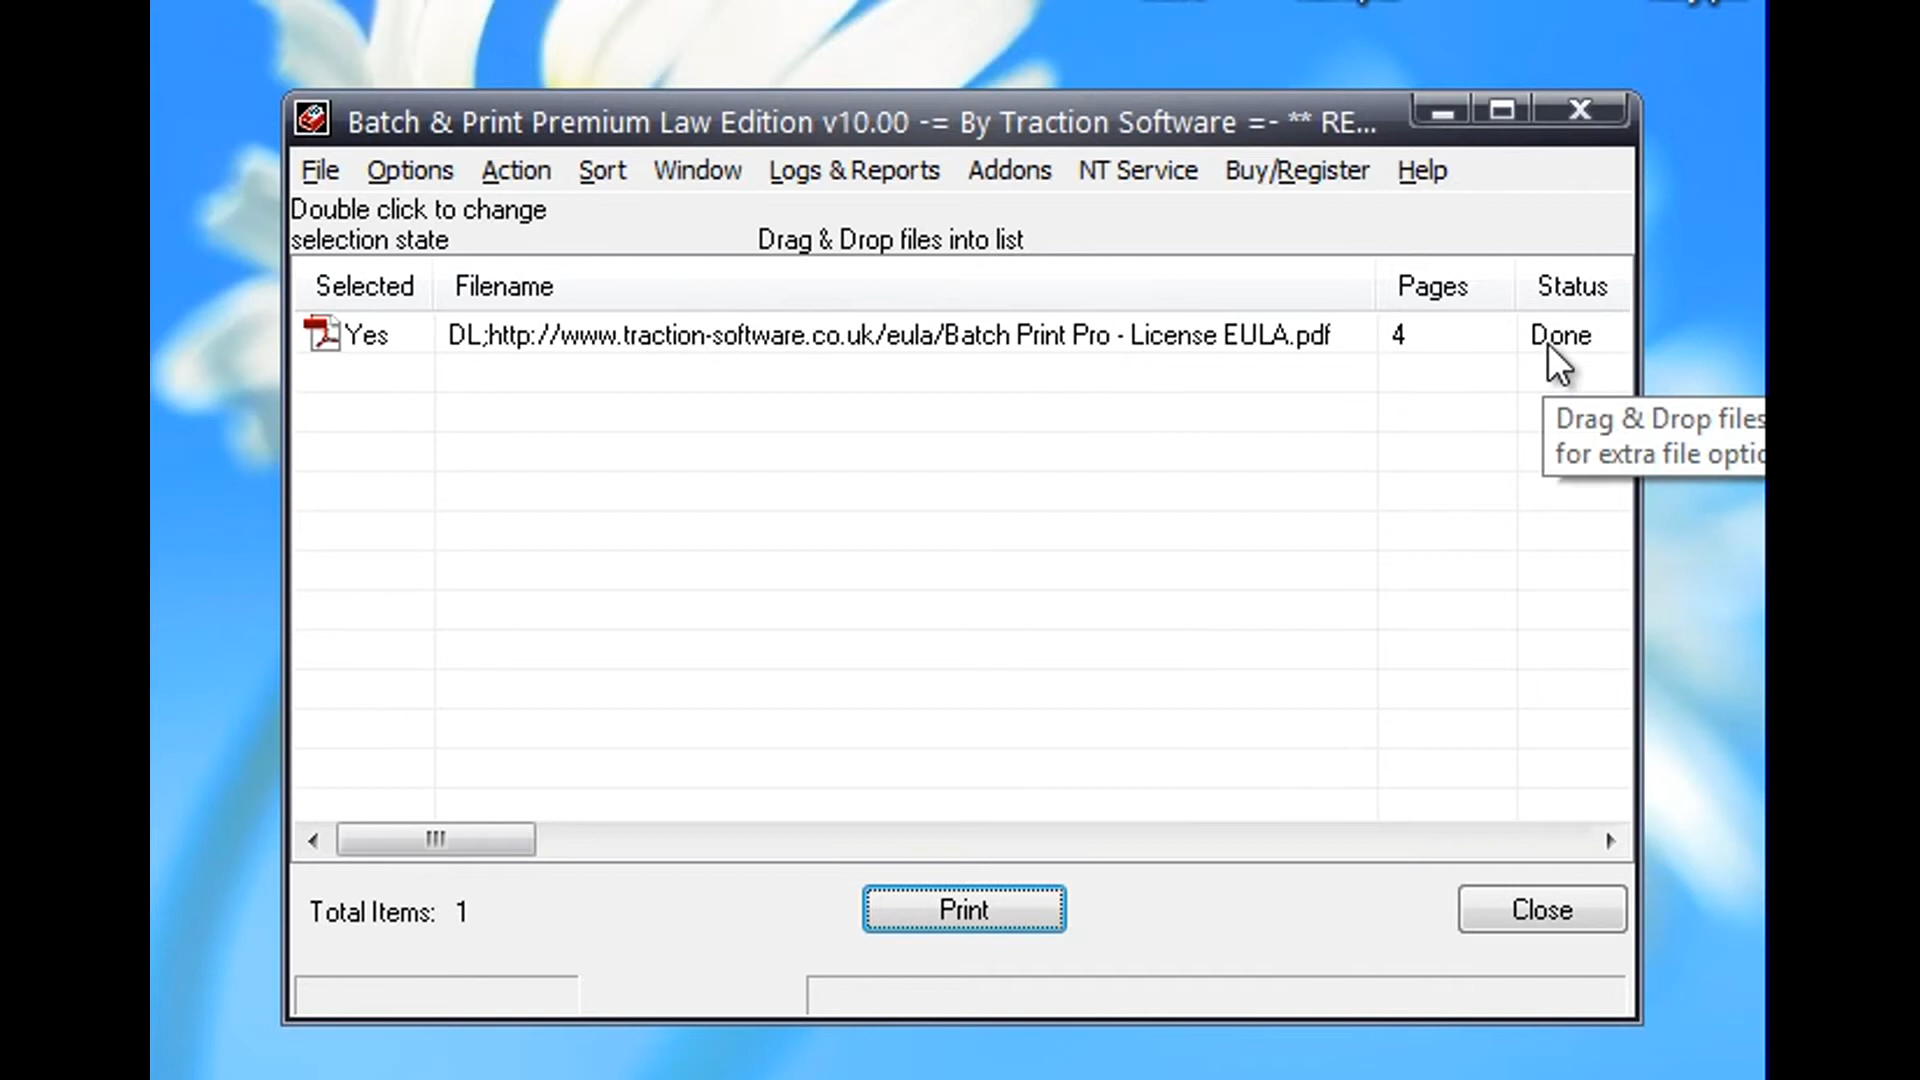 Batch & Print Premium Law Edition v10.00 -= By Traction Software =- ** RE...
File Options Action Sort Window Logs & Reports Addons NT Service Buy/Register Help
Double click to change
selection state Drag & Drop files into list
Selected Filename Pages Status
Yes DL;http://www.traction-software.co.uk/eula/Batch Print Pro - License EULA.pdf 4 Done
Drag & Drop files
for extra file optio
Total Items: 1 Print Close